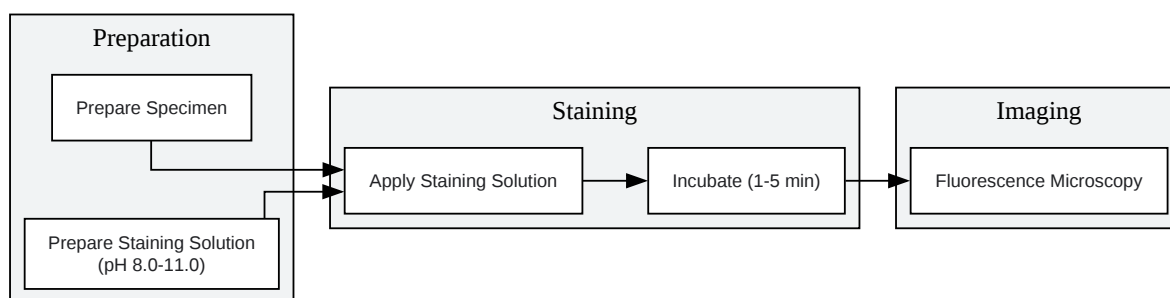 Preparation
Prepare Specimen
Prepare Staining Solution
(pH 8.0-11.0)
Staining
Apply Staining Solution
Incubate (1-5 min)
Imaging
Fluorescence Microscopy